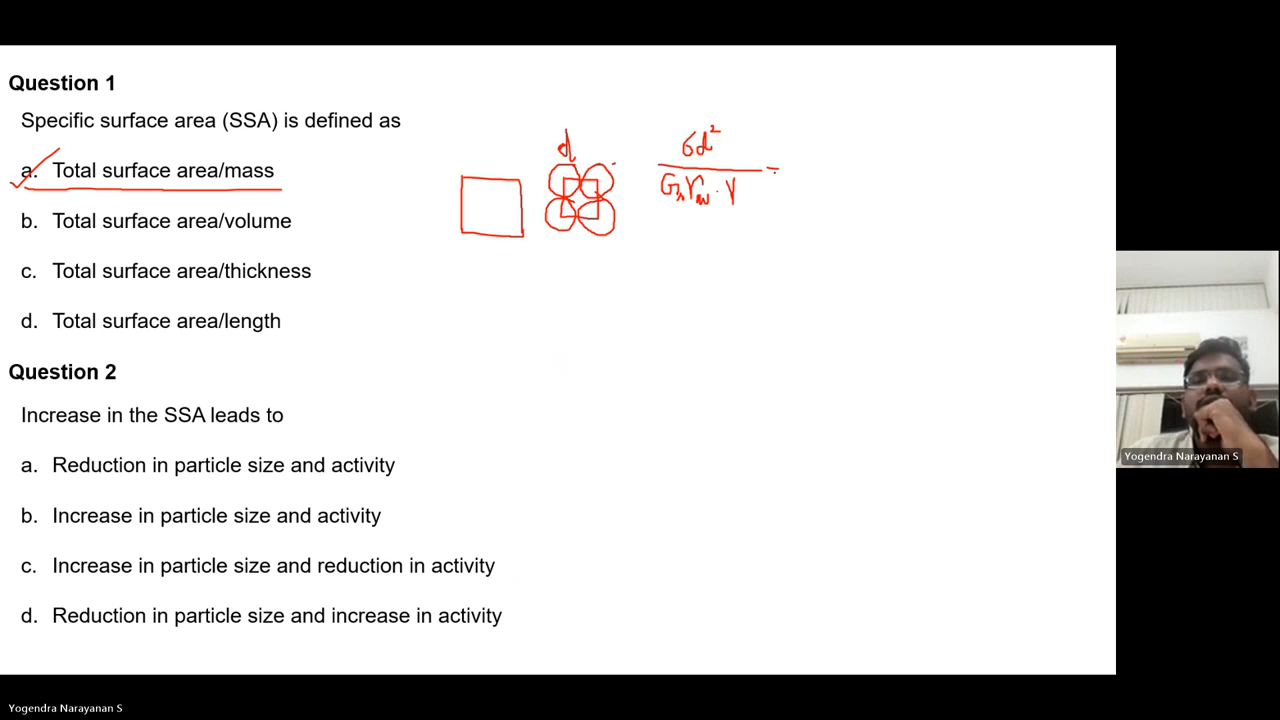 Question 1
Specific surface area (SSA) is defined as
a. Total surface area/mass
b. Total surface area/volume
c. Total surface area/thickness
d. Total surface area/length
d
6d²
Gₛγw · V
=
Question 2
Increase in the SSA leads to
a. Reduction in particle size and activity
b. Increase in particle size and activity
c. Increase in particle size and reduction in activity
d. Reduction in particle size and increase in activity
Yogendra Narayanan S
Yogendra Narayanan S